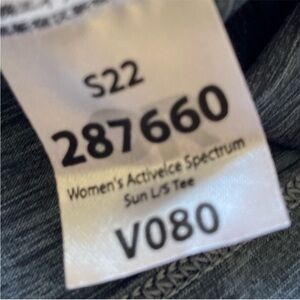 S22
287660
Women's ActiveIce Spectrum
Sun L/S Tee
V080